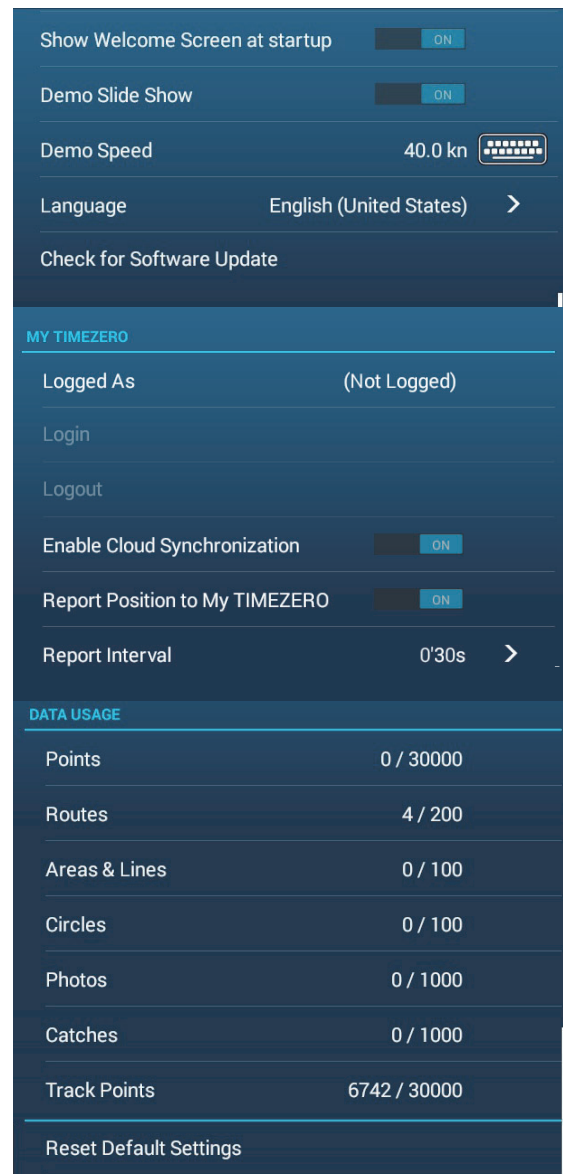 Show Welcome Screen at startup ON
Demo Slide Show ON
Demo Speed 40.0 kn
Language English (United States) >
Check for Software Update
MY TIMEZERO
Logged As (Not Logged)
Login
Logout
Enable Cloud Synchronization ON
Report Position to My TIMEZERO ON
Report Interval 0'30s >
DATA USAGE
Points 0 / 30000
Routes 4 / 200
Areas & Lines 0 / 100
Circles 0 / 100
Photos 0 / 1000
Catches 0 / 1000
Track Points 6742 / 30000
Reset Default Settings